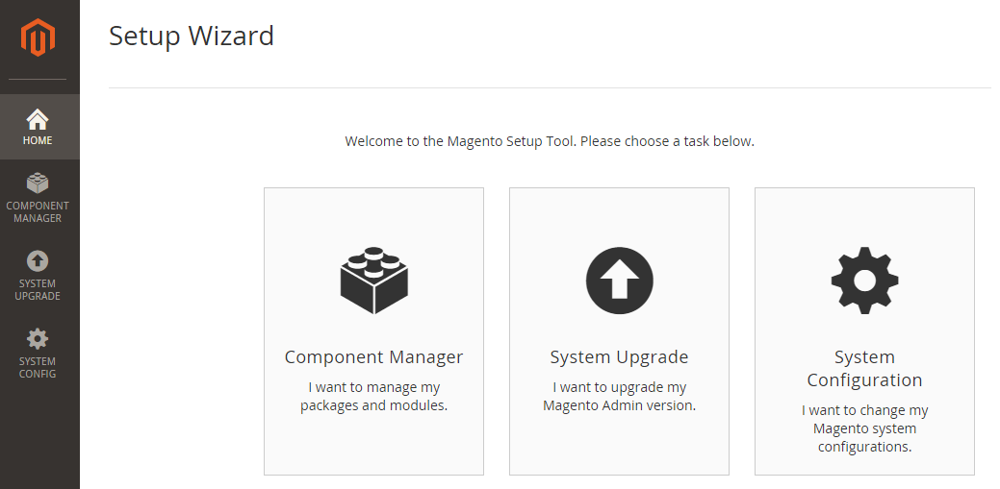 Setup Wizard
HOME
COMPONENT
MANAGER
SYSTEM
UPGRADE
SYSTEM
CONFIG
Welcome to the Magento Setup Tool. Please choose a task below.
Component Manager
I want to manage my
packages and modules.
System Upgrade
I want to upgrade my
Magento Admin version.
System
Configuration
I want to change my
Magento system
configurations.